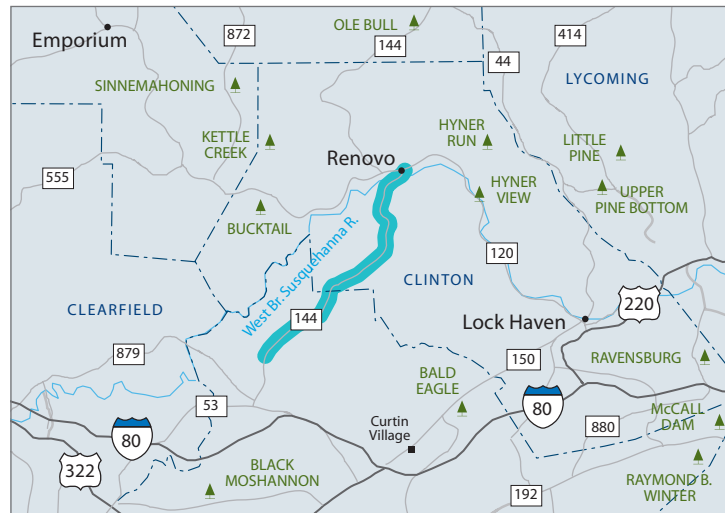 OLE BULL
872
414
Emporium
144
44
LYCOMING
SINNEMAHONING
KETTLE
CREEK
HYNER
RUN
LITTLE
PINE
Renovo
555
HYNER
VIEW
UPPER
PINE BOTTOM
BUCKTAIL
West Br. Susquehanna R.
120
CLINTON
CLEARFIELD
220
144
Lock Haven
879
150
RAVENSBURG
BALD
EAGLE
53
80
McCALL
DAM
Curtin
Village
880
80
322
BLACK
MOSHANNON
RAYMOND B.
WINTER
192